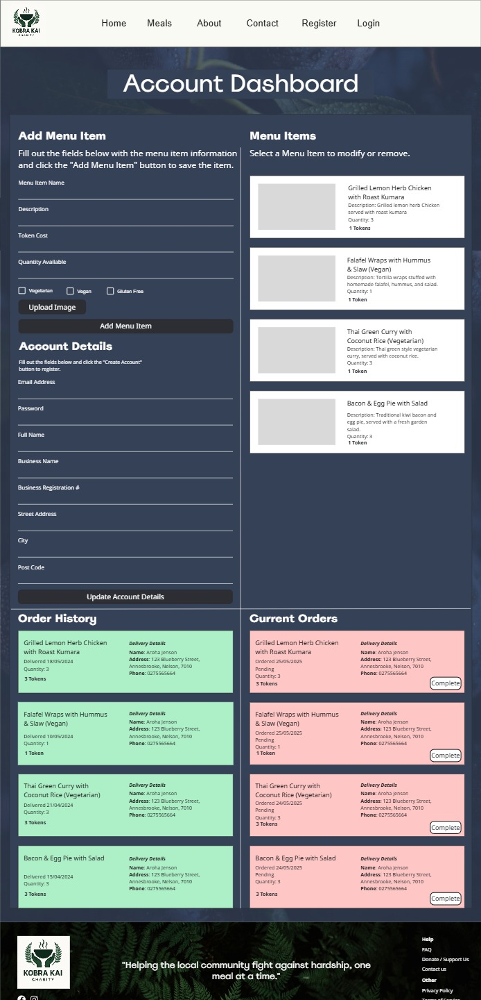 KOBRA KAI
CHARITY
Home Meals About Contact Register Login
Account Dashboard
Add Menu Item
Fill out the fields below with the menu item information
and click the "Add Menu Item" button to save the item.
Menu Item Name
Description
Token Cost
Quantity Available
Vegetarian Vegan Gluten Free
Upload Image
Add Menu Item
Account Details
Fill out the fields below and click the "Create Account"
button to register.
Email Address
Password
Full Name
Business Name
Business Registration #
Street Address
City
Post Code
Update Account Details
Menu Items
Select a Menu Item to modify or remove.
Grilled Lemon Herb Chicken
with Roast Kumara
Description: Grilled lemon herb Chicken
served with roast kumara
Quantity: 3
1 Tokens
Falafel Wraps with Hummus
& Slaw (Vegan)
Description: Tortilla wraps stuffed with
homemade falafel, hummus, and salad.
Quantity: 1
1 Token
Thai Green Curry with
Coconut Rice (Vegetarian)
Description: Thai green style vegetarian
curry, served with coconut rice.
Quantity: 3
1 Token
Bacon & Egg Pie with Salad
Description: Traditional kiwi bacon and
egg pie, served with a fresh garden
salad.
Quantity: 3
1 Token
Order History
Grilled Lemon Herb Chicken
with Roast Kumara
Delivered 18/05/2024
Quantity: 3
3 Tokens
Delivery Details
Name: Aroha Jenson
Address: 123 Blueberry Street,
Annesbrooke, Nelson, 7010
Phone: 0275565664
Falafel Wraps with Hummus
& Slaw (Vegan)
Delivered 10/05/2024
Quantity: 1
1 Token
Delivery Details
Name: Aroha Jenson
Address: 123 Blueberry Street,
Annesbrooke, Nelson, 7010
Phone: 0275565664
Thai Green Curry with
Coconut Rice (Vegetarian)
Delivered 21/04/2024
Quantity: 3
3 Tokens
Delivery Details
Name: Aroha Jenson
Address: 123 Blueberry Street,
Annesbrooke, Nelson, 7010
Phone: 0275565664
Bacon & Egg Pie with Salad
Delivered 15/04/2024
Quantity: 3
3 Tokens
Delivery Details
Name: Aroha Jenson
Address: 123 Blueberry Street,
Annesbrooke, Nelson, 7010
Phone: 0275565664
Current Orders
Grilled Lemon Herb Chicken
with Roast Kumara
Ordered 25/05/2025
Pending
Quantity: 3
3 Tokens
Delivery Details
Name: Aroha Jenson
Address: 123 Blueberry Street,
Annesbrooke, Nelson, 7010
Phone: 0275565664
Complete
Falafel Wraps with Hummus
& Slaw (Vegan)
Ordered 25/05/2025
Pending
Quantity: 1
1 Token
Delivery Details
Name: Aroha Jenson
Address: 123 Blueberry Street,
Annesbrooke, Nelson, 7010
Phone: 0275565664
Complete
Thai Green Curry with
Coconut Rice (Vegetarian)
Ordered 24/05/2025
Pending
Quantity: 3
3 Tokens
Delivery Details
Name: Aroha Jenson
Address: 123 Blueberry Street,
Annesbrooke, Nelson, 7010
Phone: 0275565664
Complete
Bacon & Egg Pie with Salad
Ordered 24/05/2025
Pending
Quantity: 3
3 Tokens
Delivery Details
Name: Aroha Jenson
Address: 123 Blueberry Street,
Annesbrooke, Nelson, 7010
Phone: 0275565664
Complete
KOBRA KAI
CHARITY
"Helping the local community fight against hardship, one
meal at a time."
Help
FAQ
Donate / Support Us
Contact us
Other
Privacy Policy
Terms of Service